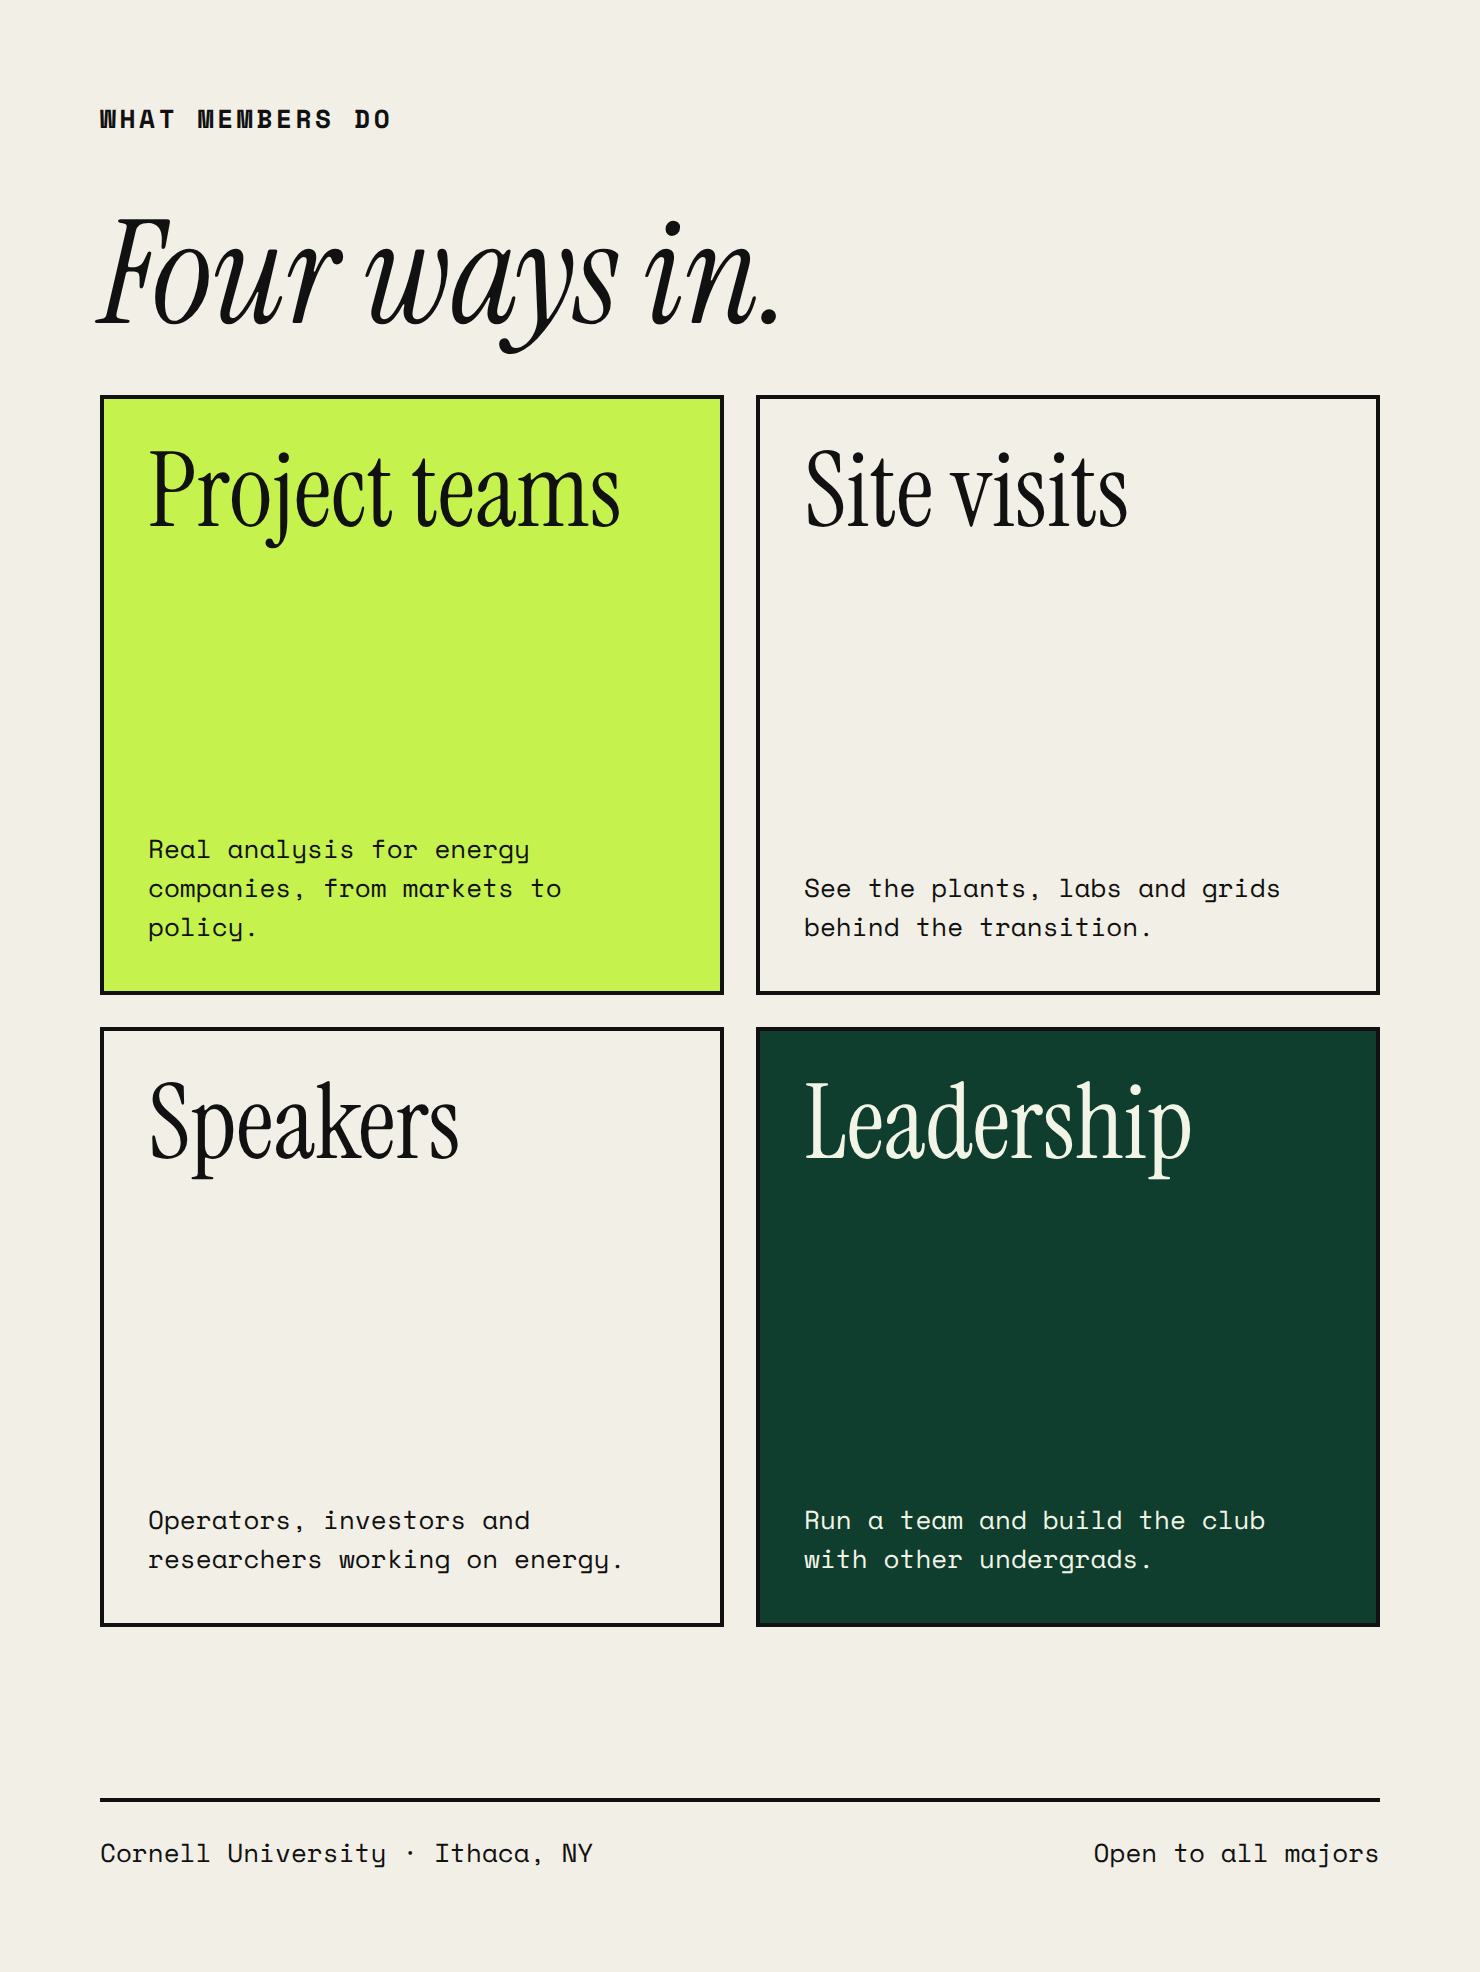 WHAT MEMBERS DO
Four ways in.
Project teams
Real analysis for energy
companies, from markets to
policy.
Site visits
See the plants, labs and grids
behind the transition.
Speakers
Operators, investors and
researchers working on energy.
Leadership
Run a team and build the club
with other undergrads.
Cornell University · Ithaca, NY
Open to all majors